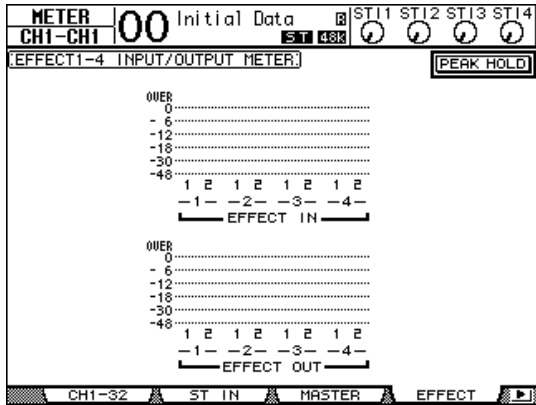 METER 00 Initial Data R ST1 ST2 ST3 ST4
CH1-CH1 ST 48K
EFFECT1-4 INPUT/OUTPUT METER
PEAK HOLD
OVER
0
- 6
-12
-18
-30
-48
1 2 1 2 1 2 1 2
-1- -2- -3- -4-
EFFECT IN
OVER
0
- 6
-12
-18
-30
-48
1 2 1 2 1 2 1 2
-1- -2- -3- -4-
EFFECT OUT
CH1-32 ST IN MASTER EFFECT